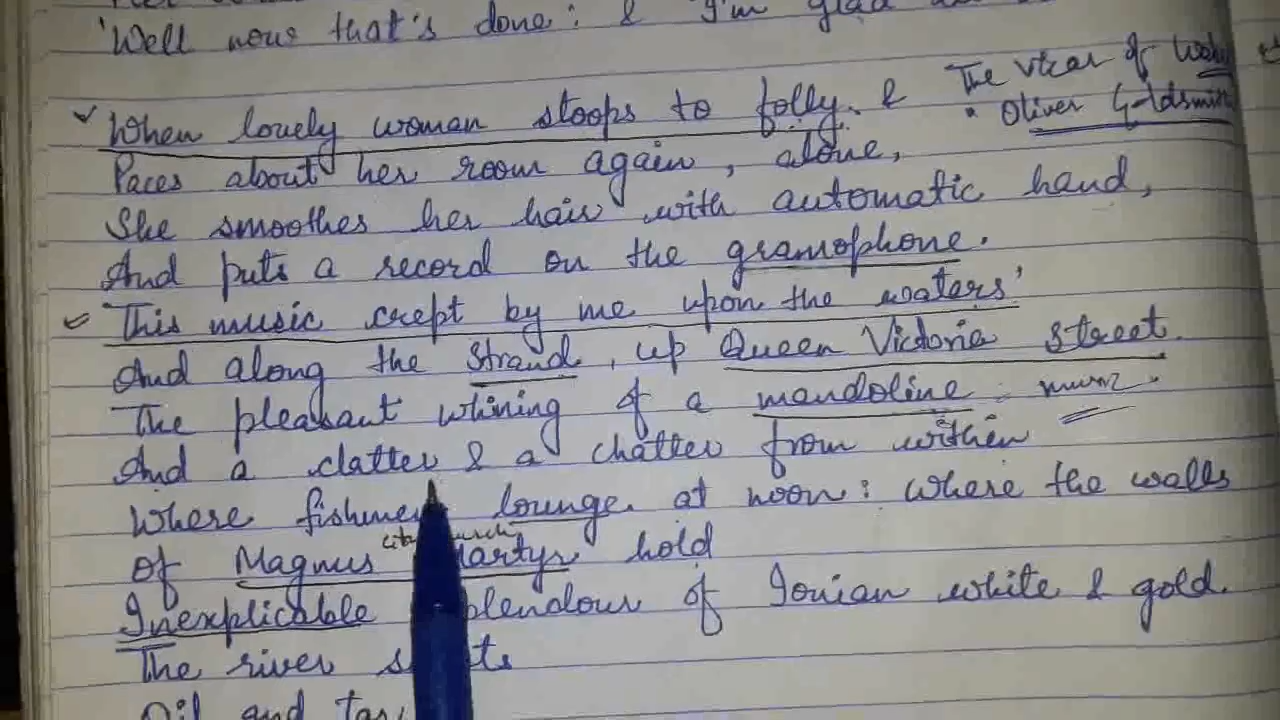 'Well now that's done: & I'm glad
The Vicar of
When lovely woman stoops to folly. &
Oliver Goldsmith
Paces about her room again, alone,
She smoothes her hair with automatic hand,
And puts a record on the gramophone.
This music crept by me upon the waters'
And along the Strand, up Queen Victoria street.
The pleasant whining of a mandoline
And a clatter & a chatter from within
Where fishmen lounge. at noon: where the walls
city
of Magnus Martyr hold
Inexplicable splendour of Ionian white & gold.
The river
Oil and tar